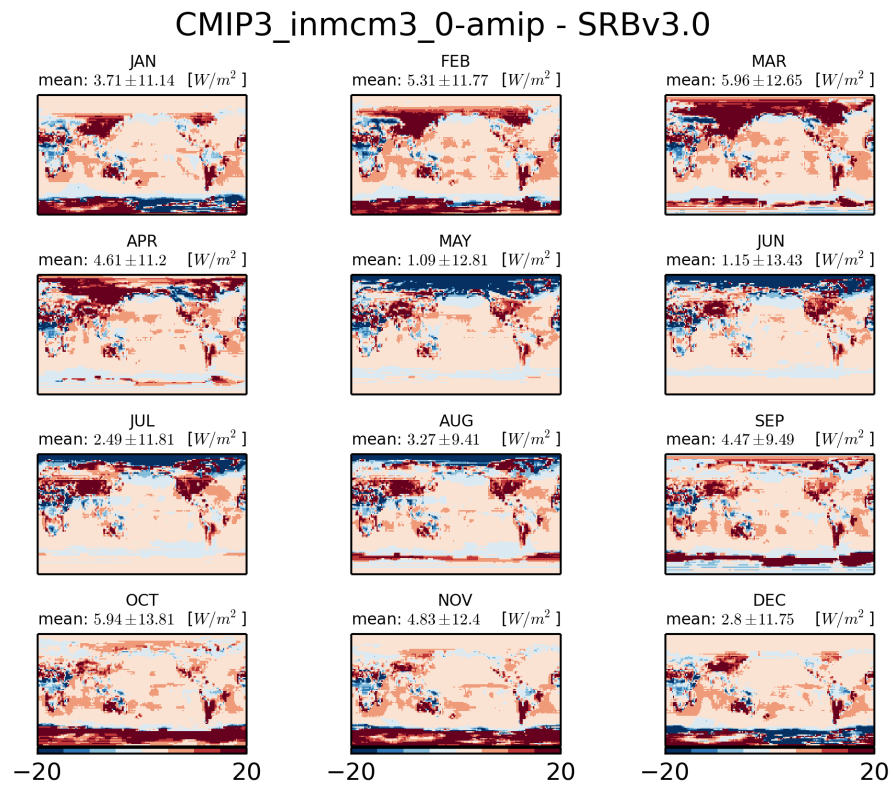 CMIP3_inmcm3_0-amip - SRBv3.0
JAN FEB MAR
mean: 3.71±11.14 [W/m²] mean: 5.31±11.77 [W/m²] mean: 5.96±12.65 [W/m²]
APR MAY JUN
mean: 4.61±11.2 [W/m²] mean: 1.09±12.81 [W/m²] mean: 1.15±13.43 [W/m²]
JUL AUG SEP
mean: 2.49±11.81 [W/m²] mean: 3.27±9.41 [W/m²] mean: 4.47±9.49 [W/m²]
OCT NOV DEC
mean: 5.94±13.81 [W/m²] mean: 4.83±12.4 [W/m²] mean: 2.8±11.75 [W/m²]
−20 20 −20 20 −20 20